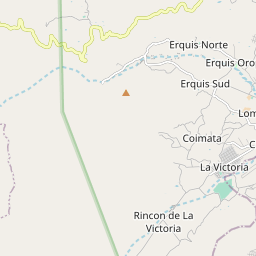 Erquis Norte
Erquis Oro
Erquis Sud
Lom
Coimata
C
La Victoria
Rincon de La
Victoria